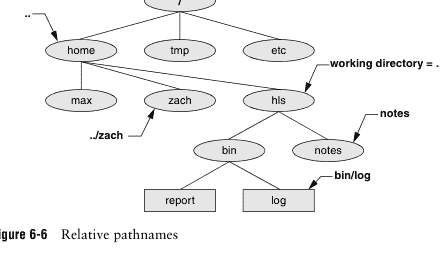 /
..
home tmp etc
working directory = .
max zach hls
notes
../zach
bin notes
bin/log
report log
igure 6-6 Relative pathnames